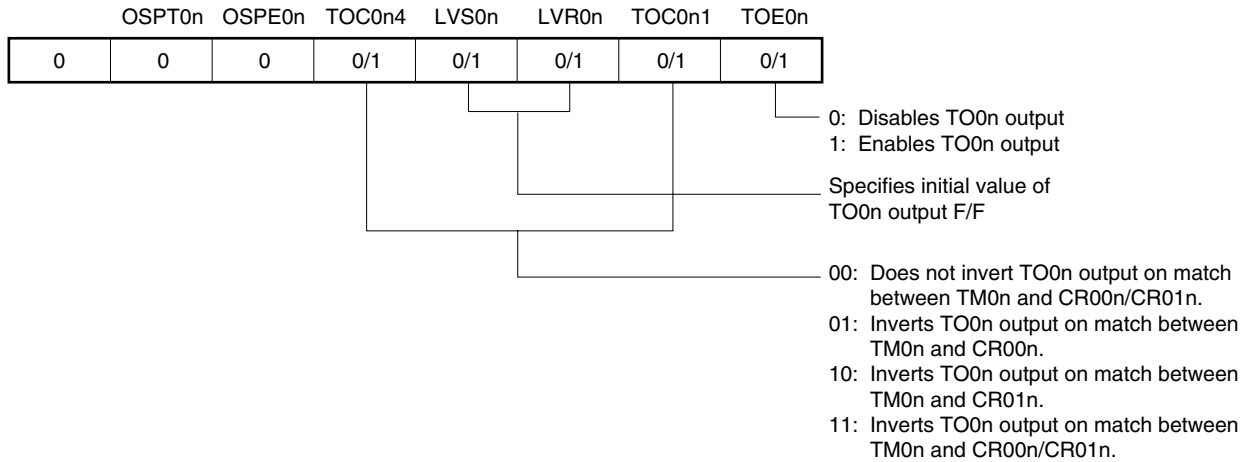 OSPT0n OSPE0n TOC0n4 LVS0n LVR0n TOC0n1 TOE0n
0 0 0 0/1 0/1 0/1 0/1 0/1
0: Disables TO0n output
1: Enables TO0n output
Specifies initial value of
TO0n output F/F
00: Does not invert TO0n output on match
between TM0n and CR00n/CR01n.
01: Inverts TO0n output on match between
TM0n and CR00n.
10: Inverts TO0n output on match between
TM0n and CR01n.
11: Inverts TO0n output on match between
TM0n and CR00n/CR01n.